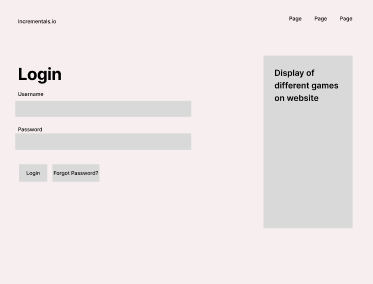 Incrementals.io
Page Page Page
Login
Username
Password
Login Forgot Password?
Display of
different games
on website